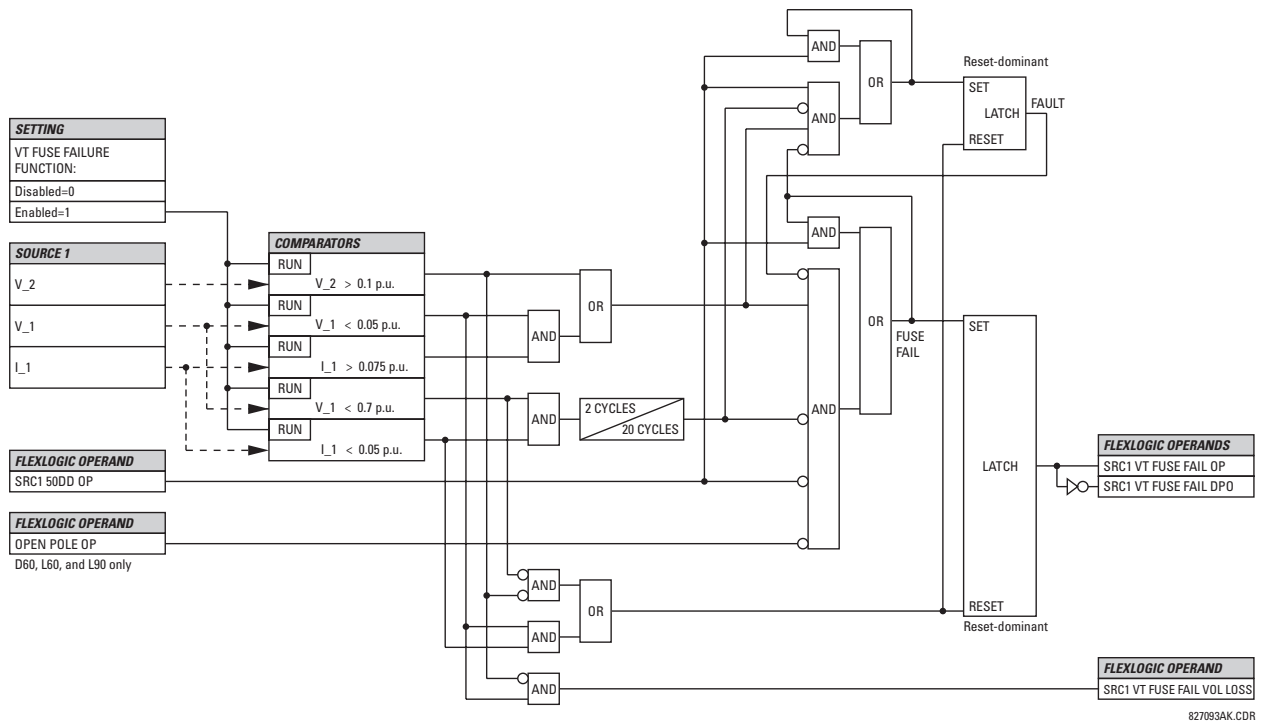 SETTING
VT FUSE FAILURE
FUNCTION:
Disabled=0
Enabled=1
SOURCE 1
V_2
V_1
I_1
FLEXLOGIC OPERAND
SRC1 50DD OP
FLEXLOGIC OPERAND
OPEN POLE OP
D60, L60, and L90 only
COMPARATORS
RUN
V_2 > 0.1 p.u.
RUN
V_1 < 0.05 p.u.
RUN
I_1 > 0.075 p.u.
RUN
V_1 < 0.7 p.u.
RUN
I_1 < 0.05 p.u.
OR
AND
AND
2 CYCLES
20 CYCLES
AND
OR
AND
AND
AND
OR
AND
AND
OR
AND
Reset-dominant
SET
LATCH
RESET
FAULT
FUSE
FAIL
SET
LATCH
RESET
Reset-dominant
FLEXLOGIC OPERANDS
SRC1 VT FUSE FAIL OP
SRC1 VT FUSE FAIL DPO
FLEXLOGIC OPERAND
SRC1 VT FUSE FAIL VOL LOSS
827093AK.CDR